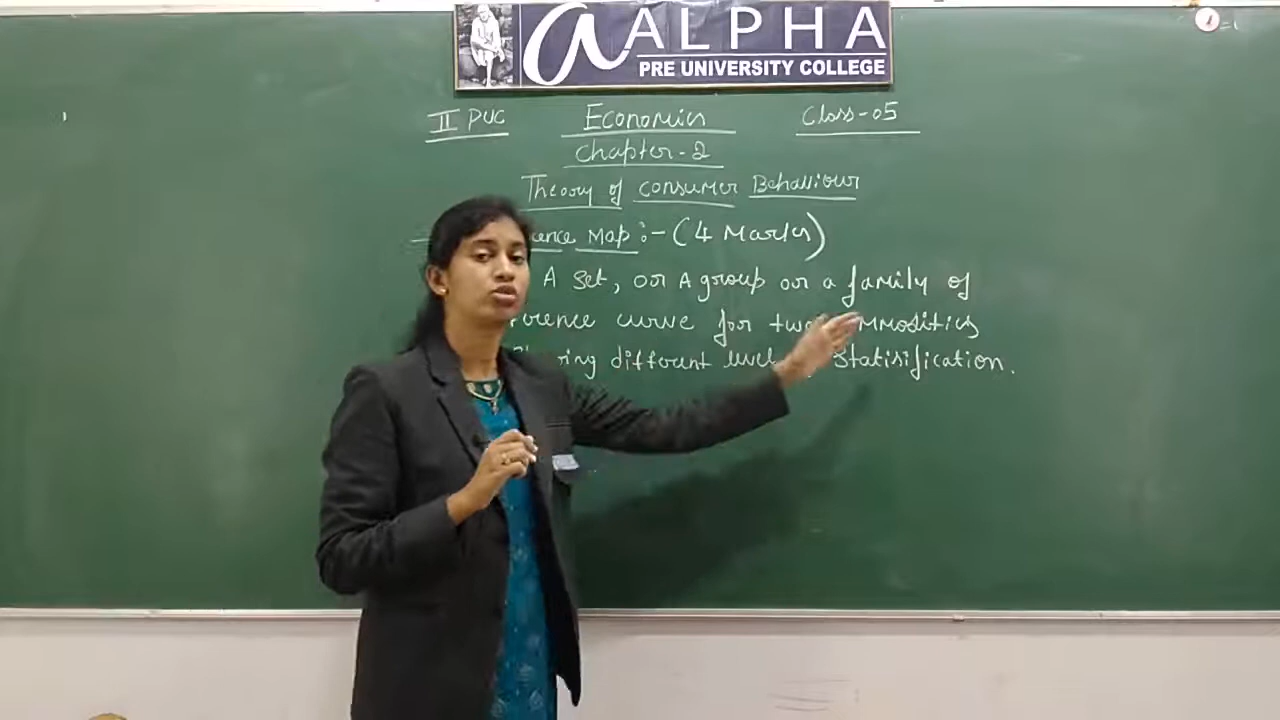 a ALPHA
PRE UNIVERSITY COLLEGE
II PUC Economics Class-05
Chapter-2
Theory of consumer Behaviour
Map :- (4 Marks)
A set, or A group or a family of
curve for two
different level Statisification.